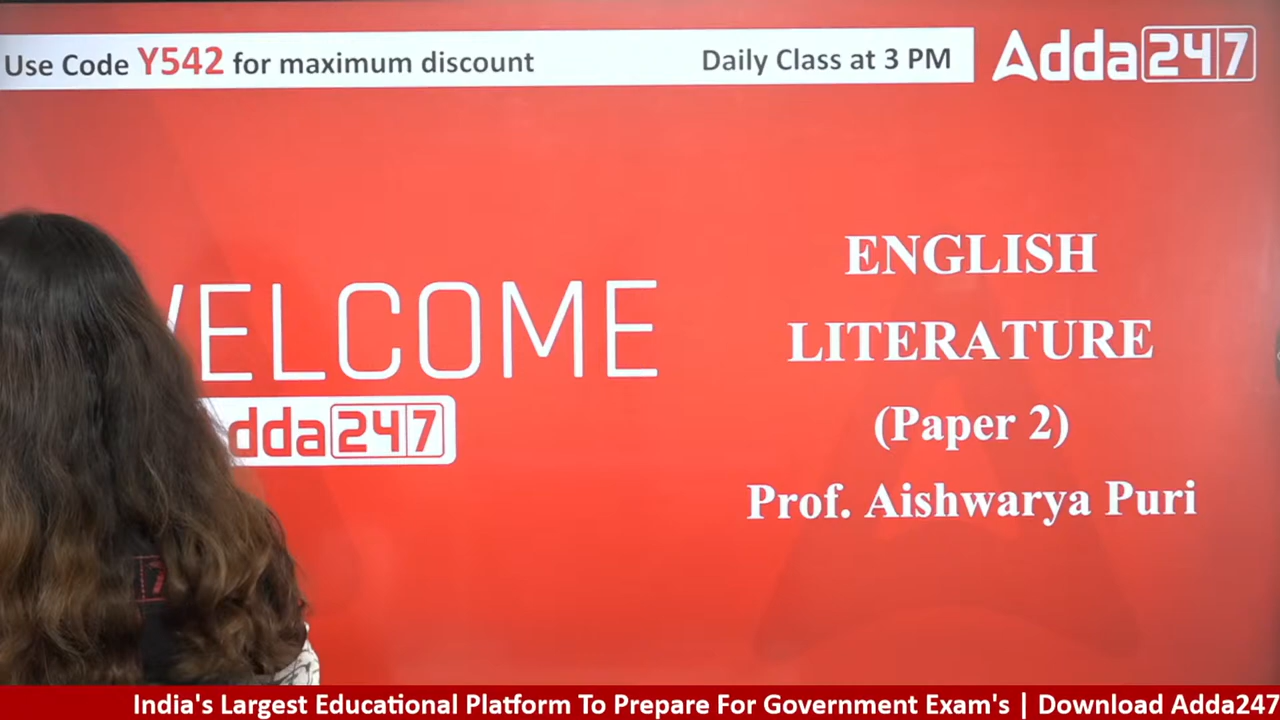 Use Code Y542 for maximum discount
Daily Class at 3 PM
Adda247
ELCOME
dda247
ENGLISH
LITERATURE
(Paper 2)
Prof. Aishwarya Puri
India's Largest Educational Platform To Prepare For Government Exam's | Download Adda247